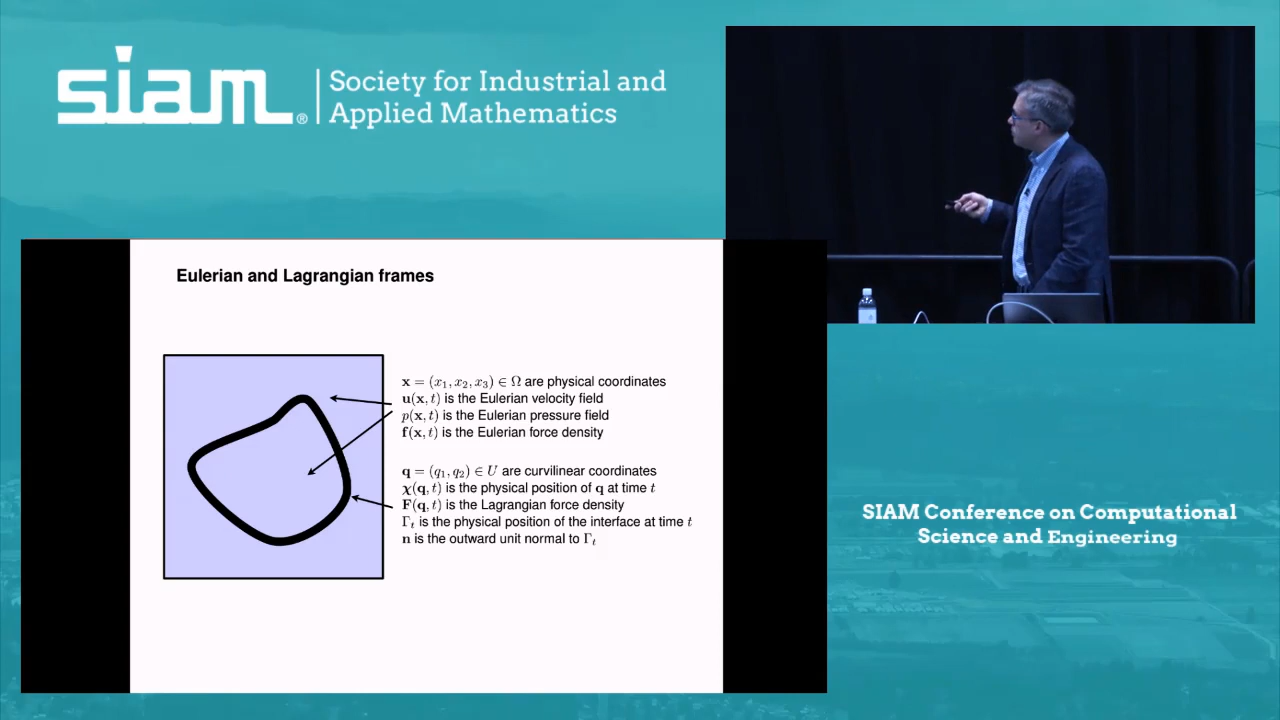 siam®
Society for Industrial and
Applied Mathematics
Eulerian and Lagrangian frames
x = (x₁, x₂, x₃) ∈ Ω are physical coordinates
u(x, t) is the Eulerian velocity field
p(x, t) is the Eulerian pressure field
f(x, t) is the Eulerian force density
q = (q₁, q₂) ∈ U are curvilinear coordinates
χ(q, t) is the physical position of q at time t
F(q, t) is the Lagrangian force density
Γₜ is the physical position of the interface at time t
n is the outward unit normal to Γₜ
SIAM Conference on Computational
Science and Engineering